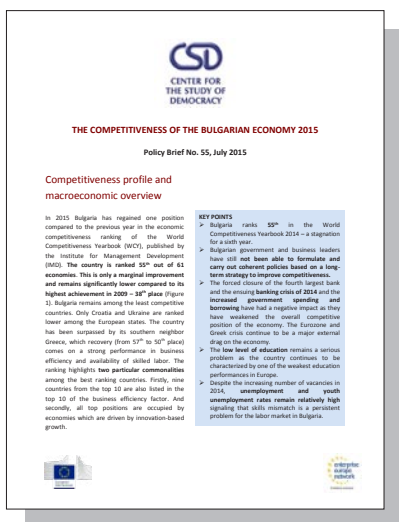 CSD
CENTER FOR
THE STUDY OF
DEMOCRACY
THE COMPETITIVENESS OF THE BULGARIAN ECONOMY 2015
Policy Brief No. 55, July 2015
Competitiveness profile and
macroeconomic overview
In 2015 Bulgaria has regained one position
compared to the previous year in the economic
competitiveness ranking of the World
Competitiveness Yearbook (WCY), published by
the Institute for Management Development
(IMD). The country is ranked 55th out of 61
economies. This is only a marginal improvement
and remains significantly lower compared to its
highest achievement in 2009 – 38th place (Figure
1). Bulgaria remains among the least competitive
countries. Only Croatia and Ukraine are ranked
lower among the European states. The country
has been surpassed by its southern neighbor
Greece, which recovery (from 57th to 50th place)
comes on a strong performance in business
efficiency and availability of skilled labor. The
ranking highlights two particular commonalities
among the best ranking countries. Firstly, nine
countries from the top 10 are also listed in the
top 10 of the business efficiency factor. And
secondly, all top positions are occupied by
economies which are driven by innovation-based
growth.
KEY POINTS
➢ Bulgaria ranks 55th in the World
Competitiveness Yearbook 2014 – a stagnation
for a sixth year.
➢ Bulgarian government and business leaders
have still not been able to formulate and
carry out coherent policies based on a long-
term strategy to improve competitiveness.
➢ The forced closure of the fourth largest bank
and the ensuing banking crisis of 2014 and the
increased government spending and
borrowing have had a negative impact as they
have weakened the overall competitive
position of the economy. The Eurozone and
Greek crisis continue to be a major external
drag on the economy.
➢ The low level of education remains a serious
problem as the country continues to be
characterized by one of the weakest education
performances in Europe.
➢ Despite the increasing number of vacancies in
2014, unemployment and youth
unemployment rates remain relatively high
signaling that skills mismatch is a persistent
problem for the labor market in Bulgaria.
enterprise
europe
network